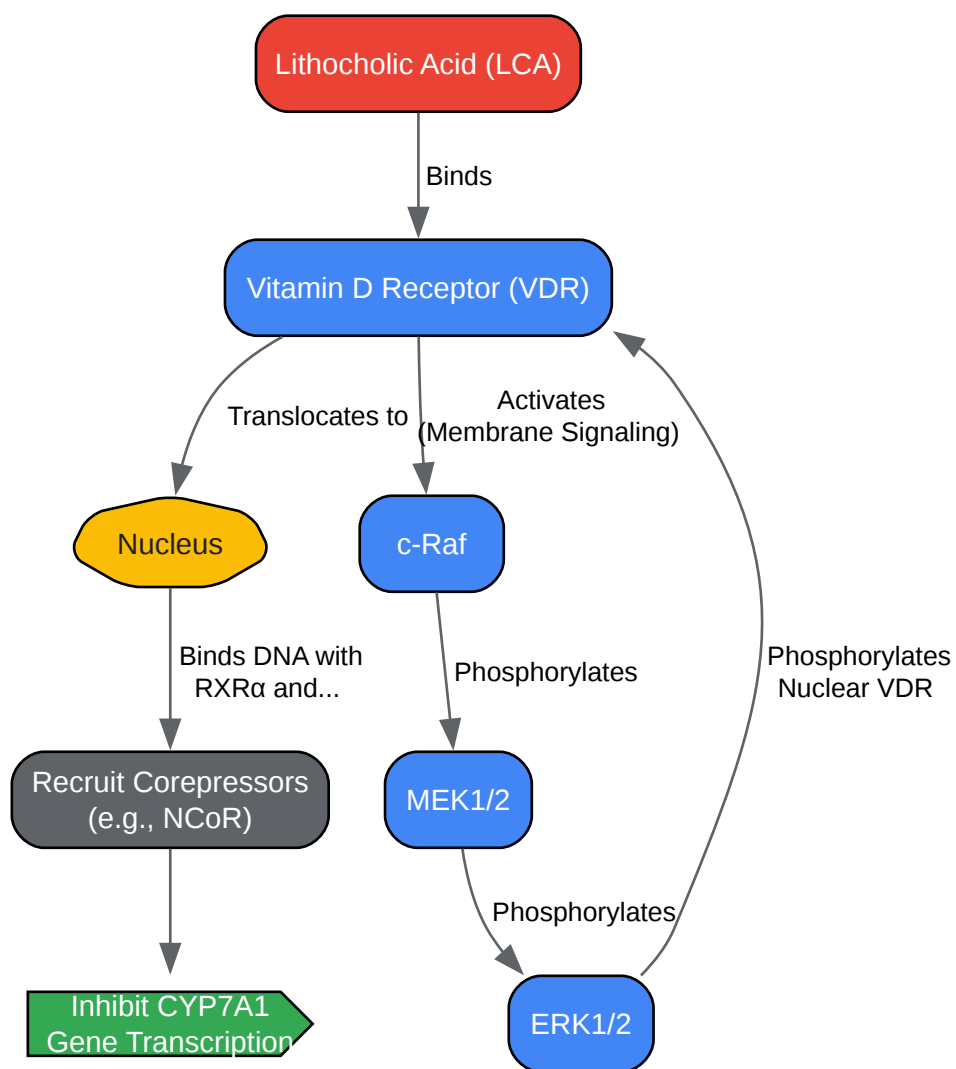 Lithocholic Acid (LCA)
Binds
Vitamin D Receptor (VDR)
Translocates to
Activates
(Membrane Signaling)
Nucleus
c-Raf
Binds DNA with
RXRα and...
Phosphorylates
Phosphorylates
Nuclear VDR
Recruit Corepressors
(e.g., NCoR)
MEK1/2
Phosphorylates
Inhibit CYP7A1
Gene Transcription
ERK1/2